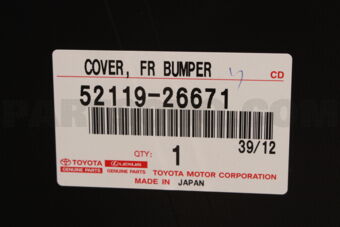 COVER, FR BUMPER
CD
52119-26671
39/12
QTY: 1
TOYOTA LEXUS
GENUINE PARTS GENUINE PARTS TOYOTA MOTOR CORPORATION
MADE IN JAPAN